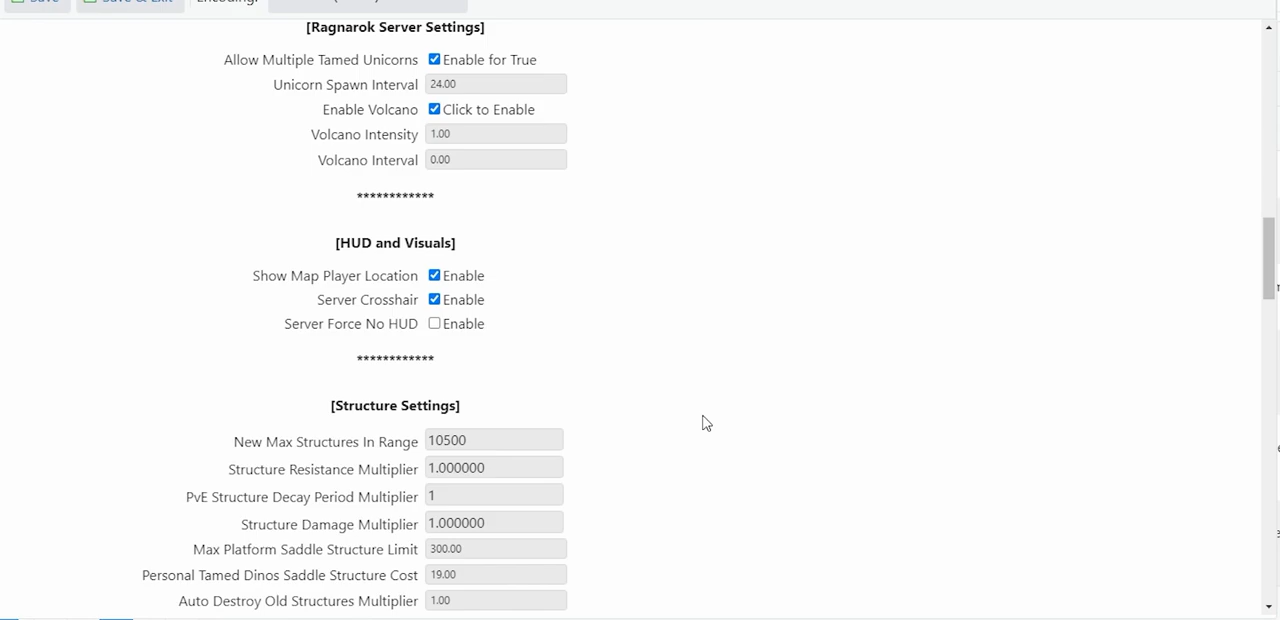 [Ragnarok Server Settings]
Allow Multiple Tamed Unicorns Enable for True
Unicorn Spawn Interval 24.00
Enable Volcano Click to Enable
Volcano Intensity 1.00
Volcano Interval 0.00
************
[HUD and Visuals]
Show Map Player Location Enable
Server Crosshair Enable
Server Force No HUD Enable
************
[Structure Settings]
New Max Structures In Range 10500
Structure Resistance Multiplier 1.000000
PvE Structure Decay Period Multiplier 1
Structure Damage Multiplier 1.000000
Max Platform Saddle Structure Limit 300.00
Personal Tamed Dinos Saddle Structure Cost 19.00
Auto Destroy Old Structures Multiplier 1.00